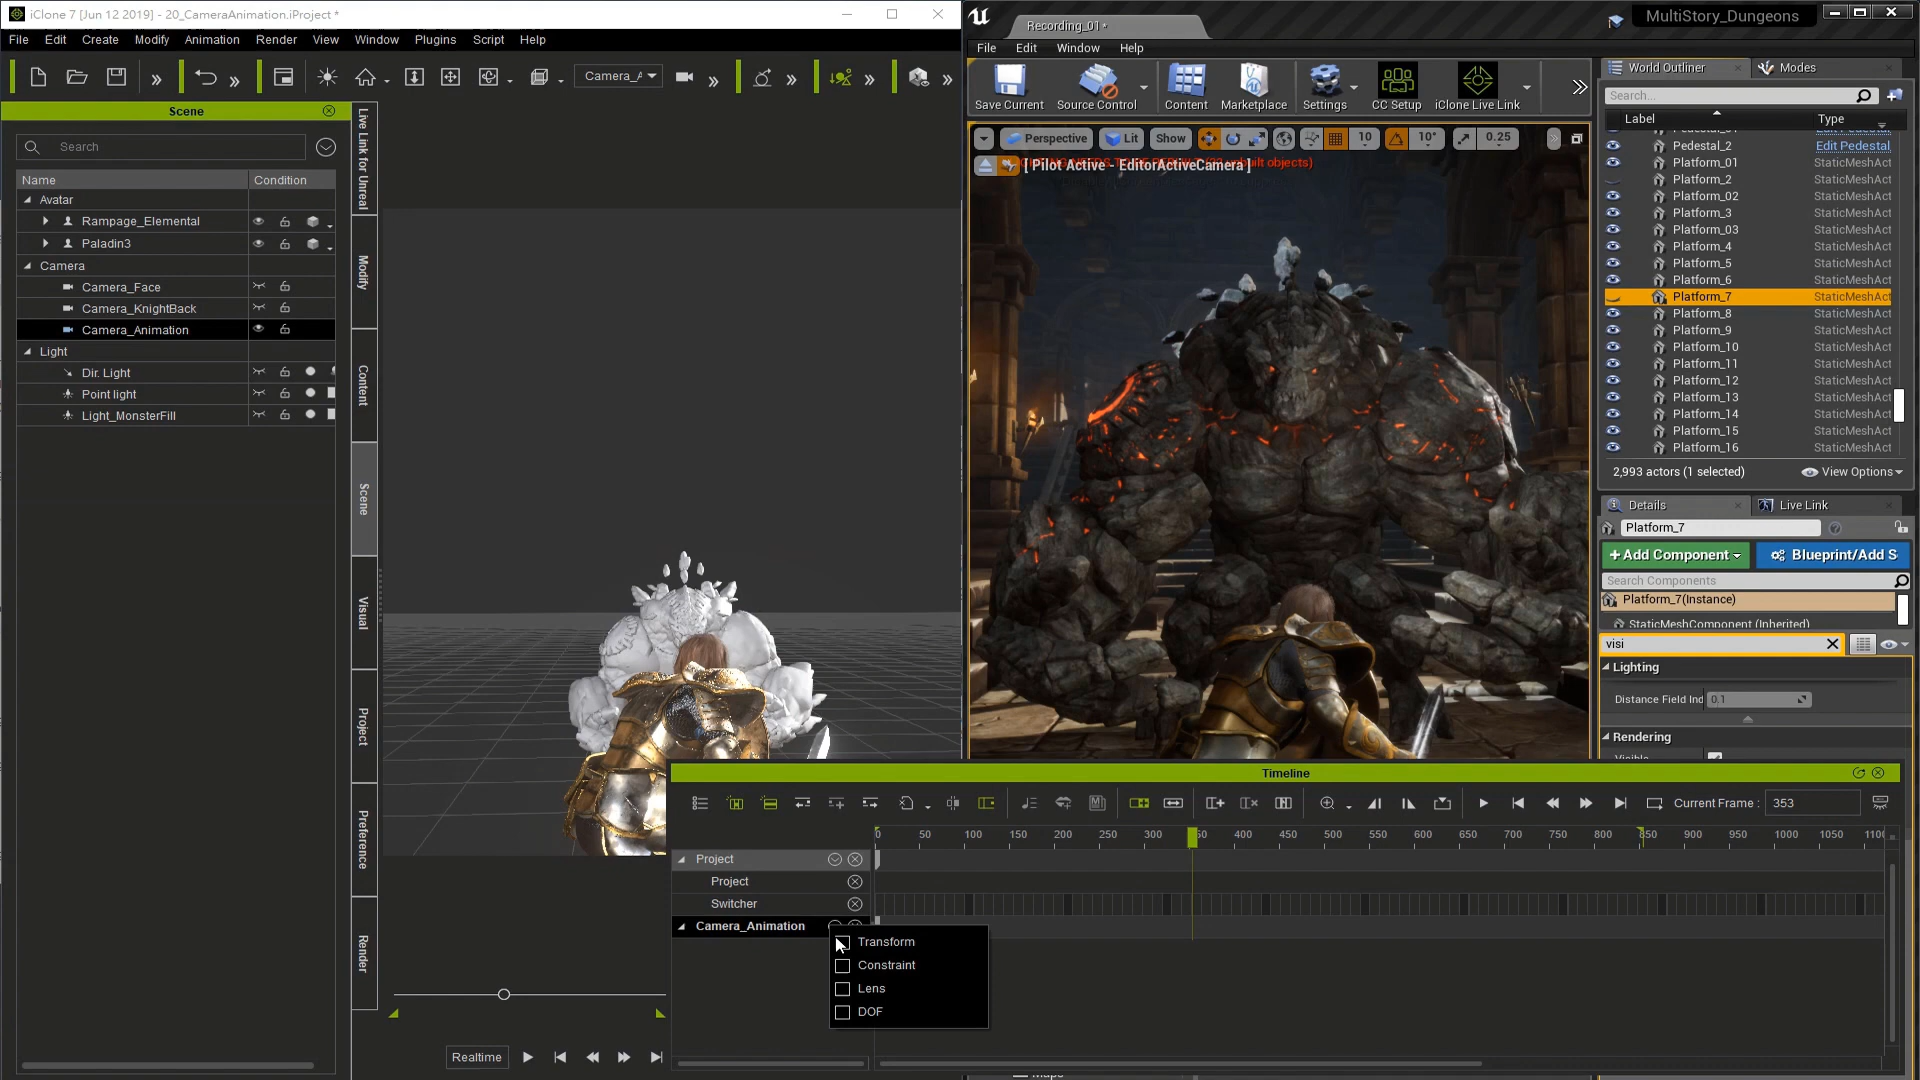 iClone 7 [Jun 12 2019] - 20_CameraAnimation.iProject *
File Edit Create Modify Animation Render View Window Plugins Script Help
Camera_A
Scene
Search
Name Condition
Avatar
Rampage_Elemental
Paladin3
Camera
Camera_Face
Camera_KnightBack
Camera_Animation
Light
Dir. Light
Point light
Light_MonsterFill
Live Link for Unreal
Modify
Content
Scene
Visual
Project
Preference
Render
Realtime
Recording_01*
MultiStory_Dungeons
File Edit Window Help
Save Current
Source Control
Content
Marketplace
Settings
CC Setup
iClone Live Link
Perspective Lit Show 10 10° 0.25
[ Pilot Active - EditorActiveCamera ]
World Outliner
Modes
Search...
Label Type
Pedestal_2 Edit Pedestal
Platform_01 StaticMeshAct
Platform_2 StaticMeshAct
Platform_02 StaticMeshAct
Platform_3 StaticMeshAct
Platform_03 StaticMeshAct
Platform_4 StaticMeshAct
Platform_5 StaticMeshAct
Platform_6 StaticMeshAct
Platform_7 StaticMeshAct
Platform_8 StaticMeshAct
Platform_9 StaticMeshAct
Platform_10 StaticMeshAct
Platform_11 StaticMeshAct
Platform_12 StaticMeshAct
Platform_13 StaticMeshAct
Platform_14 StaticMeshAct
Platform_15 StaticMeshAct
Platform_16 StaticMeshAct
2,993 actors (1 selected) View Options
Details
Live Link
Platform_7
+Add Component
Blueprint/Add S
Search Components
Platform_7(Instance)
StaticMeshComponent (Inherited)
visi
Lighting
Distance Field Ind 0.1
Rendering
Timeline
Current Frame : 353
0 50 100 150 200 250 300 50 400 450 500 550 600 650 700 750 800 850 900 950 1000 1050 1100
Project
Project
Switcher
Camera_Animation
Transform
Constraint
Lens
DOF